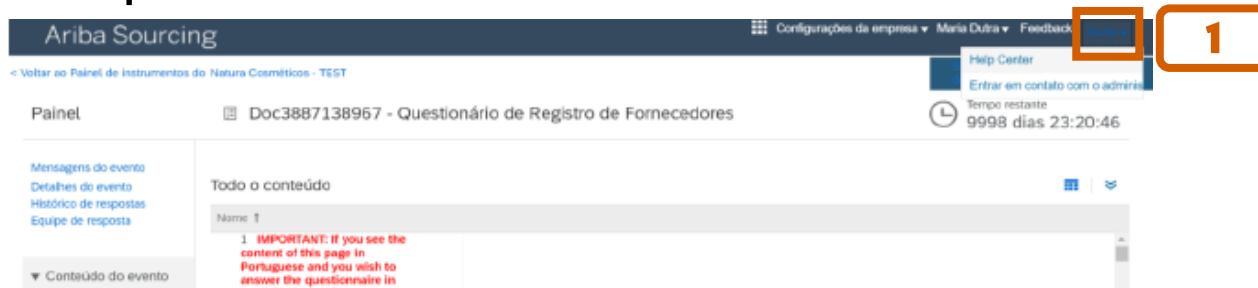 Ariba Sourcing
Configurações da empresa Maria Dutra Feedback
1
Help Center
Entrar em contato com o adminis
< Voltar ao Painel de instrumentos do Natura Cosméticos - TEST
Painel
Doc3887138967 - Questionário de Registro de Fornecedores
Tempo restante
9998 dias 23:20:46
Mensagens do evento
Detalhes do evento
Histórico de respostas
Equipe de resposta
Todo o conteúdo
Nome ↑
1 IMPORTANT: If you see the
content of this page in
Portuguese and you wish to
answer the questionnaire in
▼ Conteúdo do evento